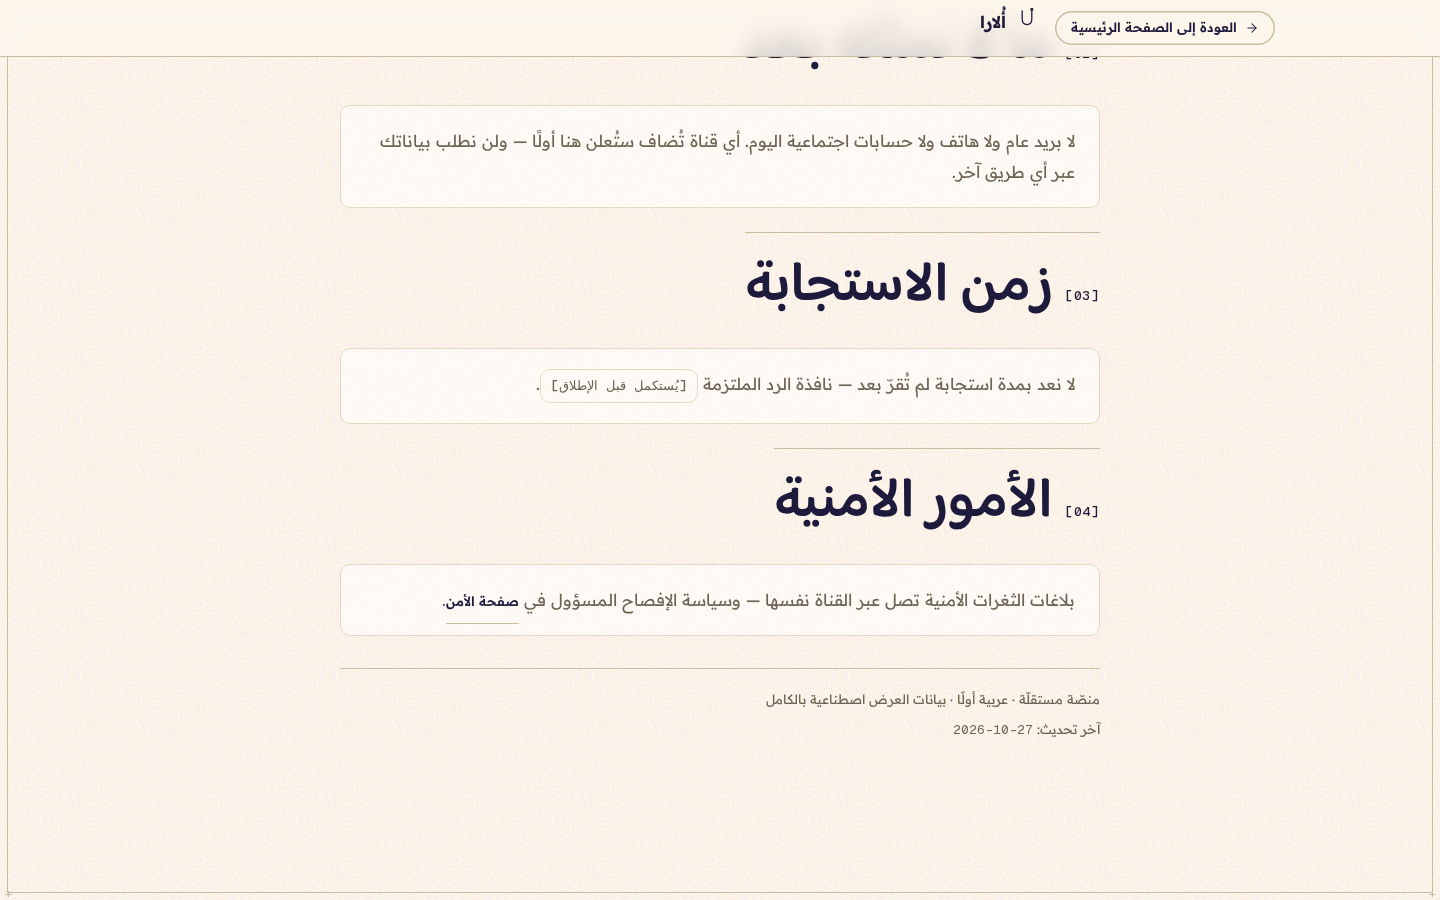 العودة إلى الصفحة الرئيسية
ألارا
لا بريد عام ولا هاتف ولا حسابات اجتماعية اليوم. أي قناة تُضاف ستُعلن هنا أولًا — ولن نطلب بياناتك
عبر أي طريق آخر.
[03] زمن الاستجابة
لا نعد بمدة استجابة لم تُقرّ بعد — نافذة الرد الملتزمة [يُستكمل قبل الإطلاق].
[04] الأمور الأمنية
بلاغات الثغرات الأمنية تصل عبر القناة نفسها — وسياسة الإفصاح المسؤول في صفحة الأمن.
منصّة مستقلّة · عربية أولًا · بيانات العرض اصطناعية بالكامل
آخر تحديث: 27-10-2026